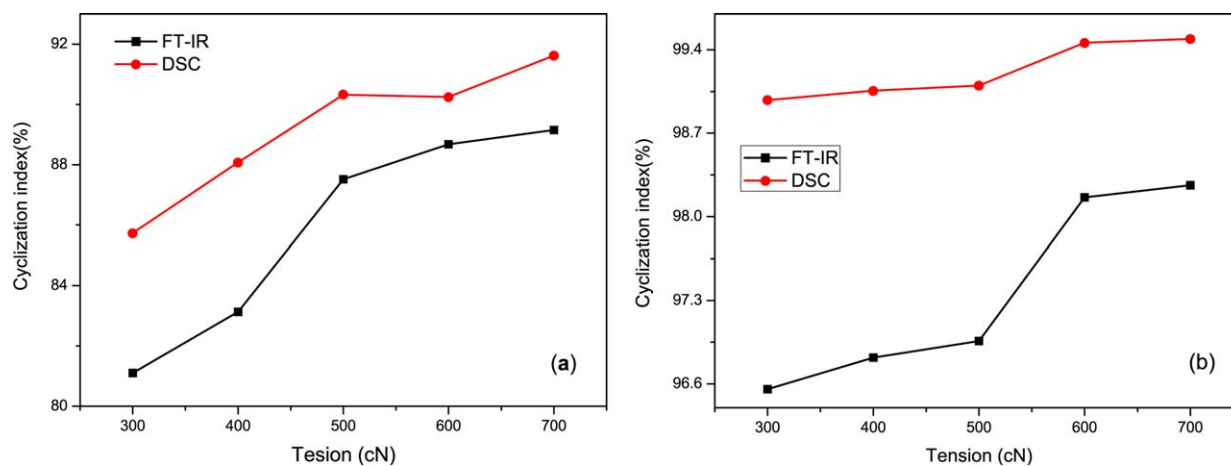 92
88
84
80
Cyclization index(%)
FT-IR
DSC
(a)
300 400 500 600 700
Tesion (cN)
99.4
98.7
98.0
97.3
96.6
Cyclization index(%)
FT-IR
DSC
(b)
300 400 500 600 700
Tension (cN)